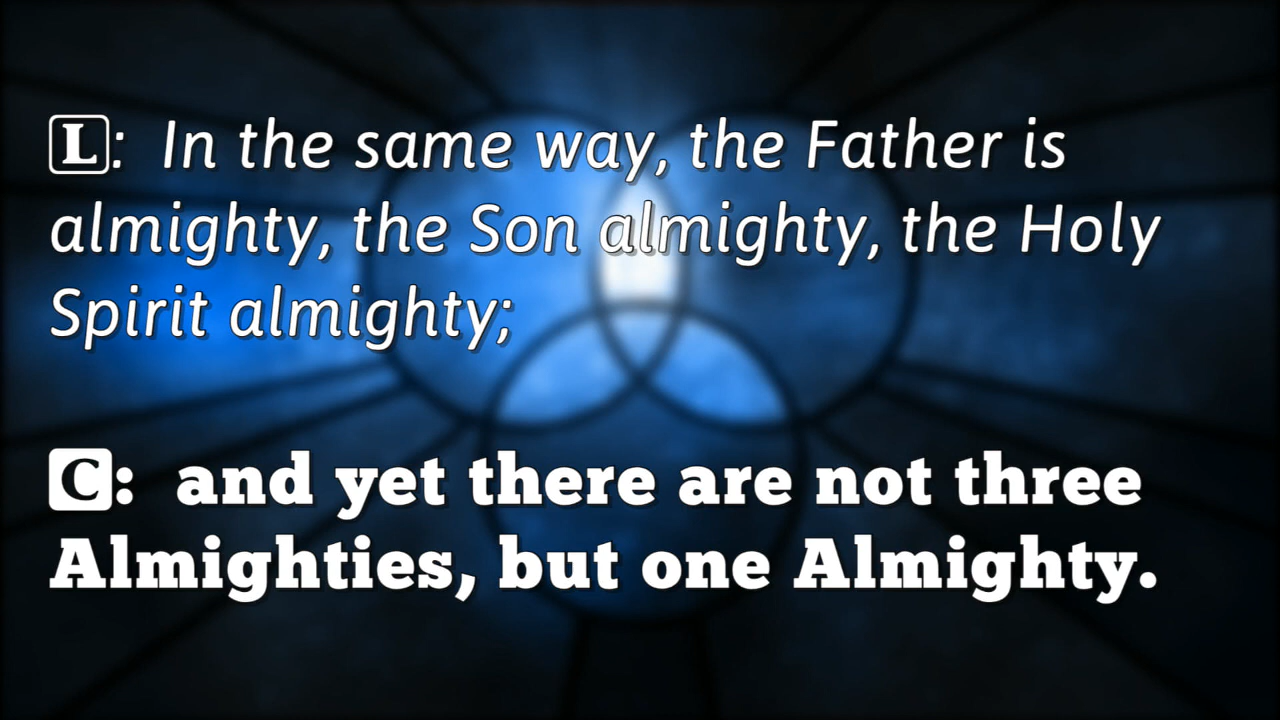 L: In the same way, the Father is
almighty, the Son almighty, the Holy
Spirit almighty;
C: and yet there are not three
Almighties, but one Almighty.